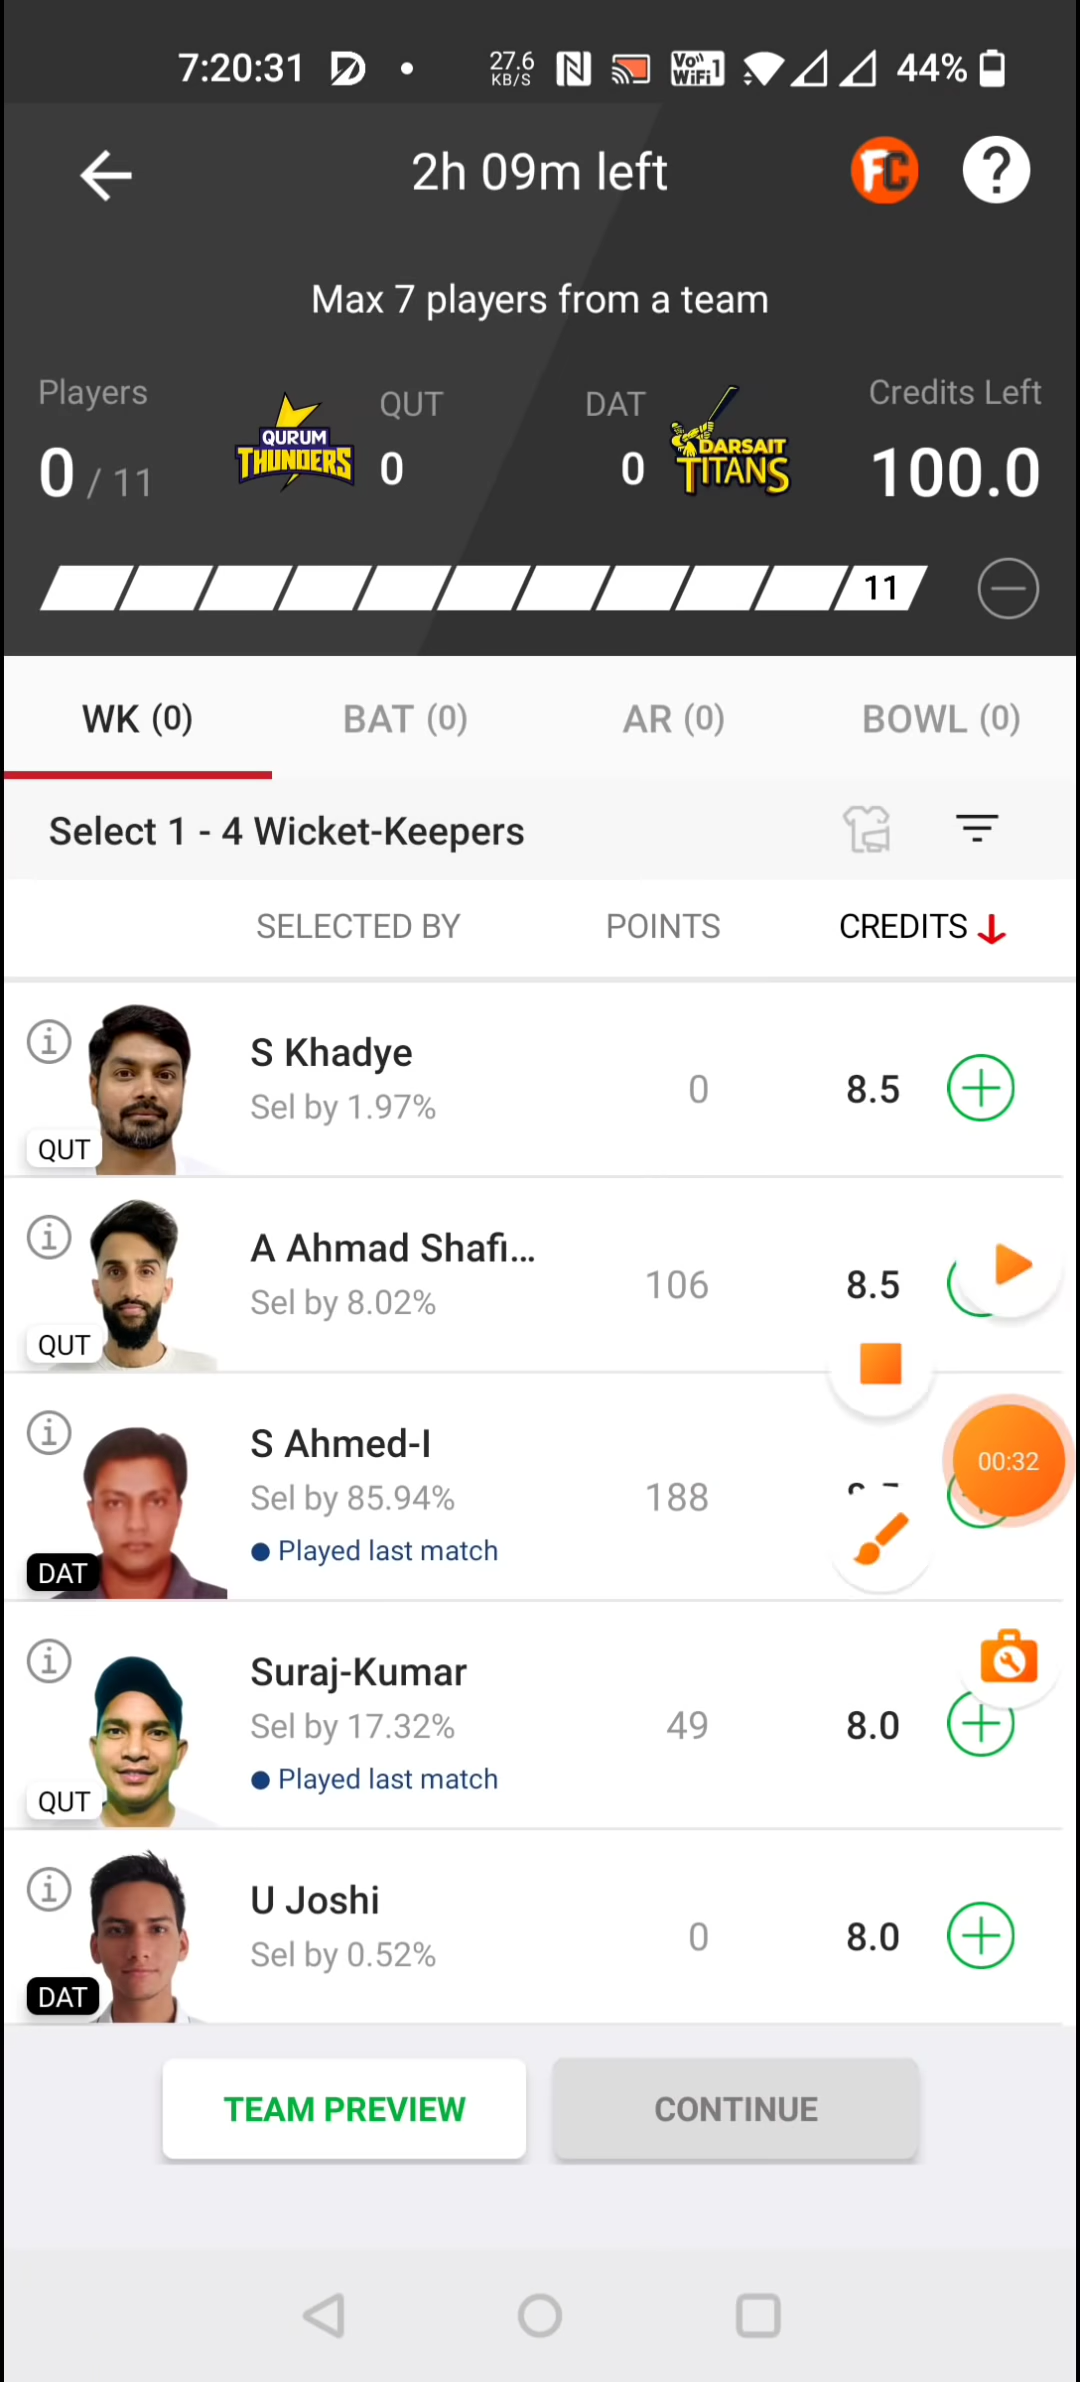 7:20:31 27.6 KB/S Vo)) WiFi 1 44%
2h 09m left FC ?
Max 7 players from a team
Players QUT DAT Credits Left
QURUM THUNDERS DARSAIT TITANS
0 / 11 0 0 100.0
11
WK (0) BAT (0) AR (0) BOWL (0)
Select 1 - 4 Wicket-Keepers
SELECTED BY POINTS CREDITS
S Khadye
Sel by 1.97% 0 8.5
QUT
A Ahmad Shafi...
Sel by 8.02% 106 8.5
QUT
S Ahmed-I
Sel by 85.94% 188
00:32
Played last match
DAT
Suraj-Kumar
Sel by 17.32% 49 8.0
Played last match
QUT
U Joshi
Sel by 0.52% 0 8.0
DAT
TEAM PREVIEW CONTINUE